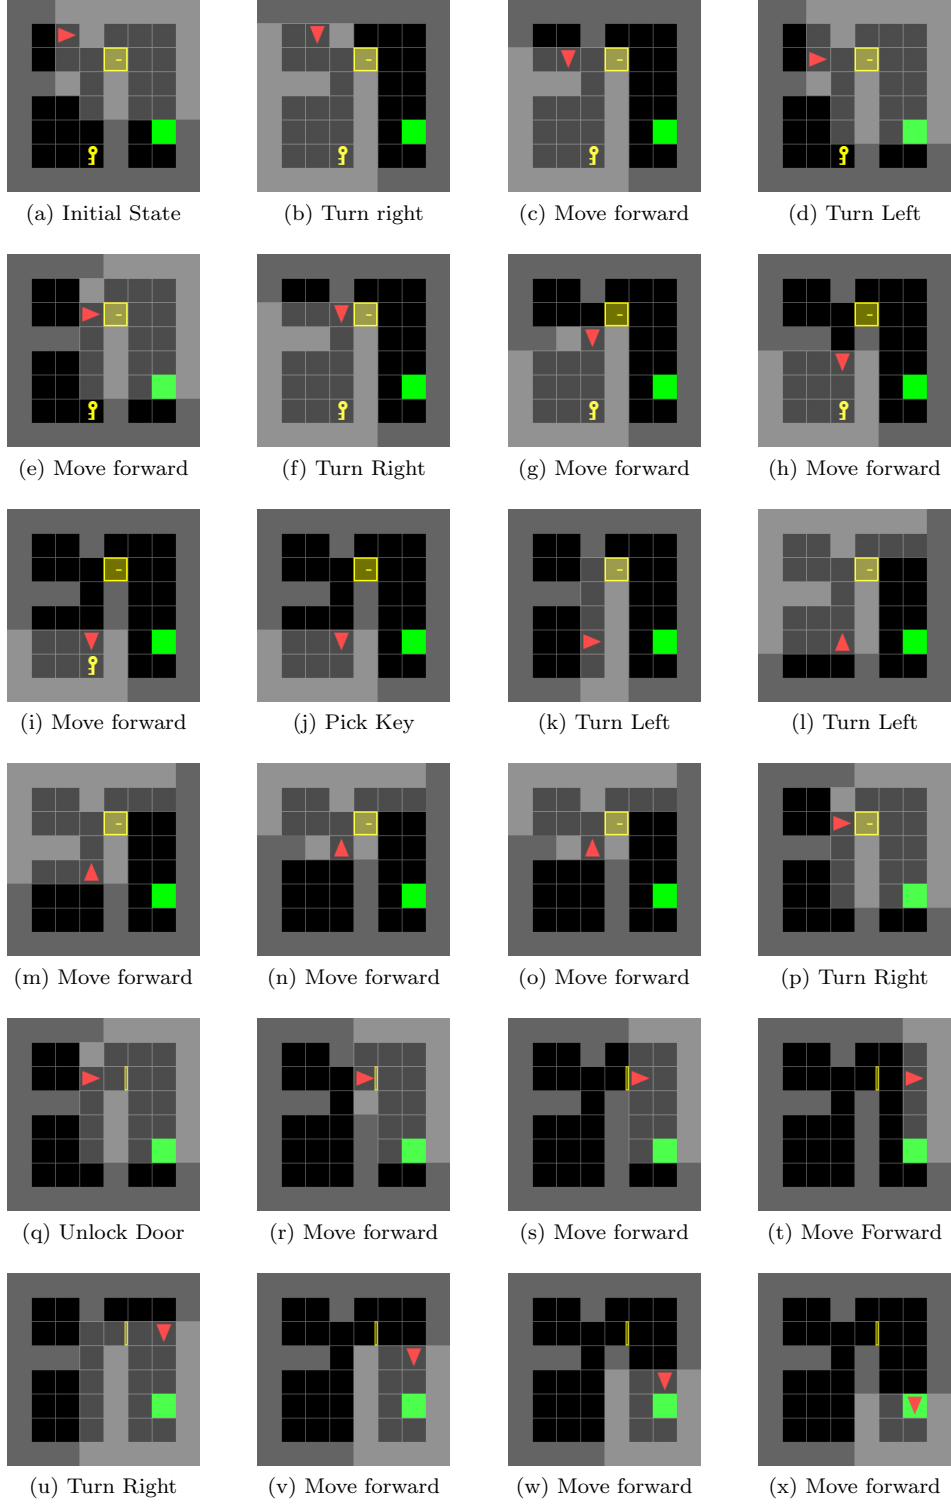 (a) Initial State
(b) Turn right
(c) Move forward
(d) Turn Left
(e) Move forward
(f) Turn Right
(g) Move forward
(h) Move forward
(i) Move forward
(j) Pick Key
(k) Turn Left
(l) Turn Left
(m) Move forward
(n) Move forward
(o) Move forward
(p) Turn Right
(q) Unlock Door
(r) Move forward
(s) Move forward
(t) Move Forward
(u) Turn Right
(v) Move forward
(w) Move forward
(x) Move forward